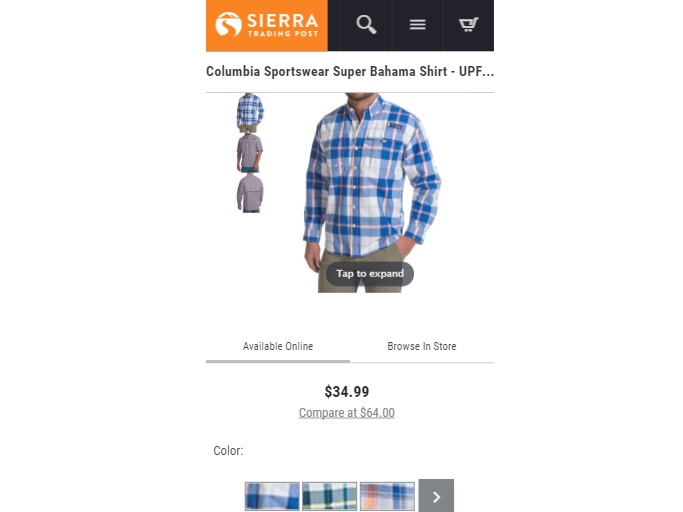 SIERRA
TRADING POST
Columbia Sportswear Super Bahama Shirt - UPF...
Tap to expand
Available Online
Browse In Store
$34.99
Compare at $64.00
Color: